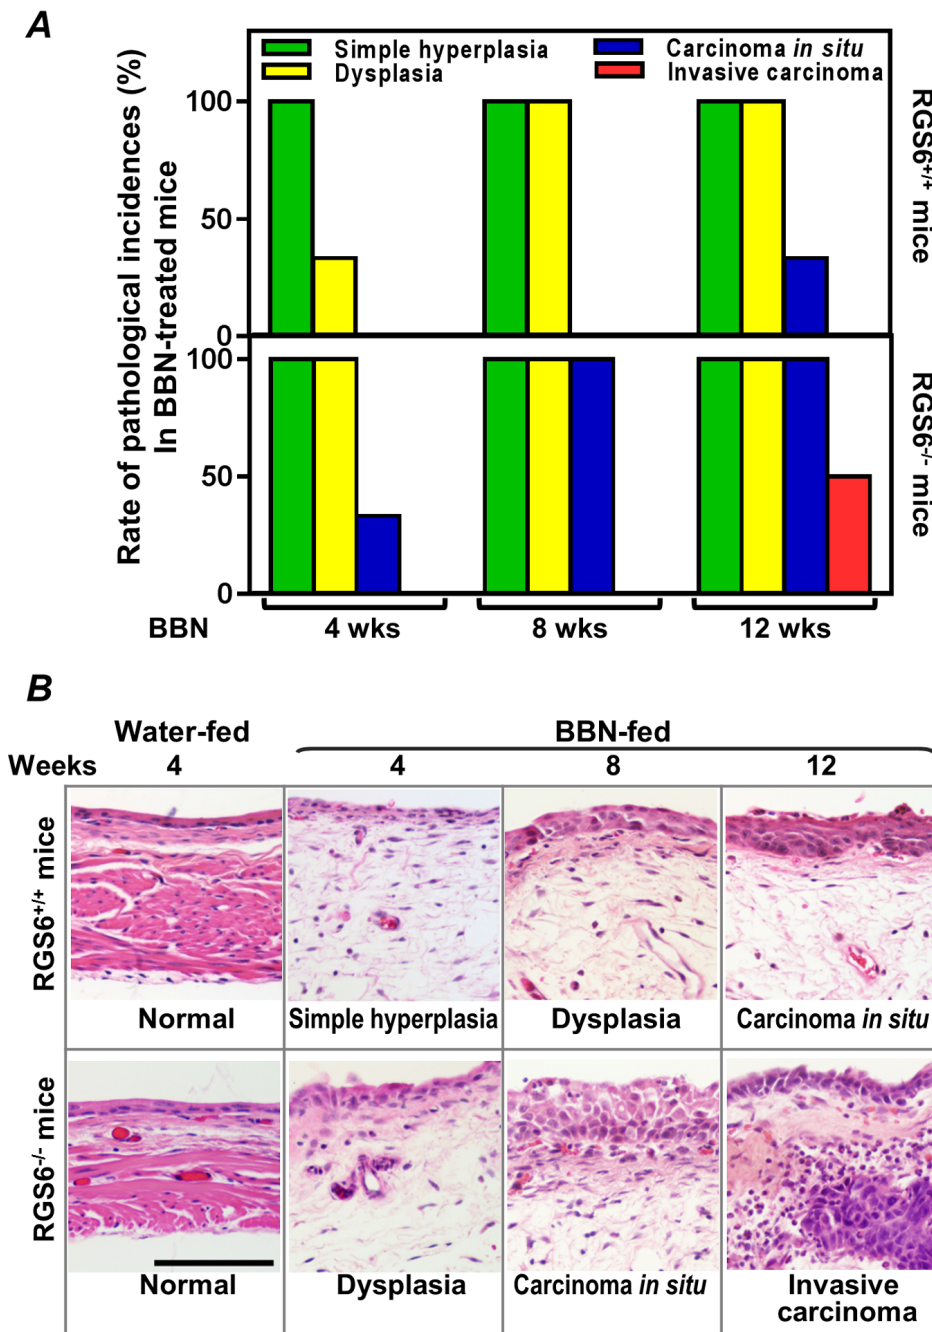 A
Simple hyperplasia
Dysplasia
Carcinoma in situ
Invasive carcinoma
Rate of pathological incidences (%)
In BBN-treated mice
100
50
0
RGS6+/+ mice
100
50
0
RGS6-/- mice
BBN 4 wks 8 wks 12 wks
B
Water-fed BBN-fed
Weeks 4 4 8 12
RGS6+/+ mice
Normal Simple hyperplasia Dysplasia Carcinoma in situ
RGS6-/- mice
Normal Dysplasia Carcinoma in situ Invasive
carcinoma